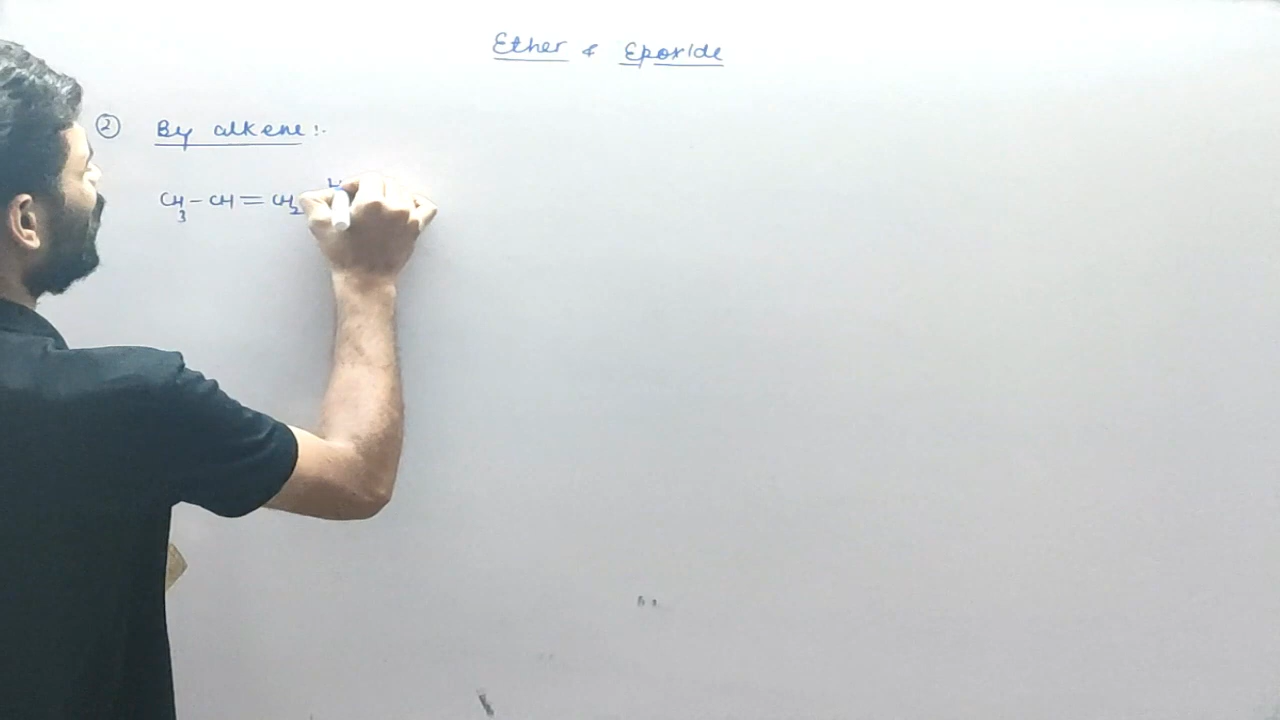 Ether & Epoxide
② By alkene :-
CH₃ - CH = CH₂